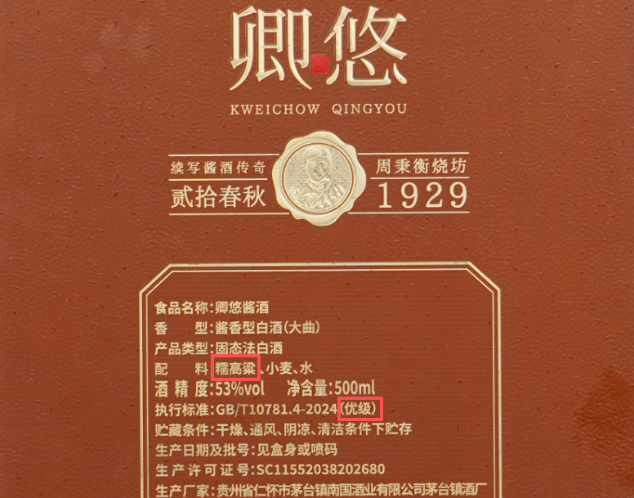 卿悠
KWEICHOW QINGYOU
续写酱酒传奇
贰拾春秋
周秉衡烧坊
1929
食品名称:卿悠酱酒
香 型:酱香型白酒(大曲)
产品类型:固态法白酒
配 料:糯高粱、小麦、水
酒精度:53%vol 净含量:500ml
执行标准:GB/T10781.4-2024(优级)
贮藏条件:干燥、通风、阴凉、清洁条件下贮存
生产日期及批号:见盒身或喷码
生产许可证号:SC11552038202680
生产厂家:贵州省仁怀市茅台镇南国酒业有限公司茅台镇酒厂